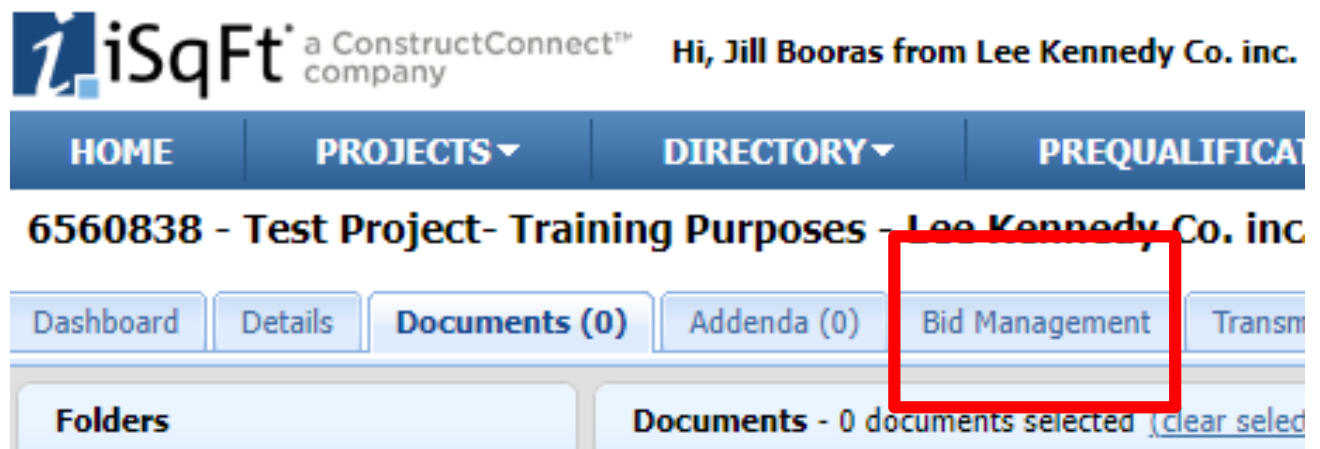 iSqFt a ConstructConnect™ company Hi, Jill Booras from Lee Kennedy Co. inc.
HOME PROJECTS DIRECTORY PREQUALIFICAT
6560838 - Test Project- Training Purposes - Lee Kennedy Co. inc.
Dashboard Details Documents (0) Addenda (0) Bid Management Transm
Folders Documents - 0 documents selected (clear selec